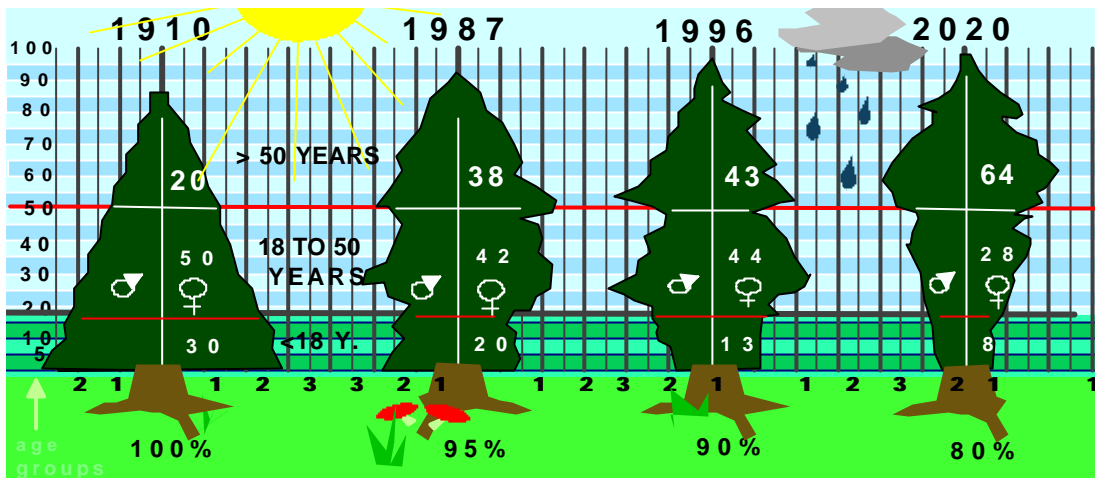 1910 1987 1996 2020
100
90
80
70
60
50
40
30
20
10
5
> 50 YEARS
18 TO 50
YEARS
<18 Y.
20 38 43 64
50 42 44 28
30 20 13 8
2 1 1 2 3 3 2 1 1 2 3 2 1 1 2 3 2 1 1
100% 95% 90% 80%
age
groups